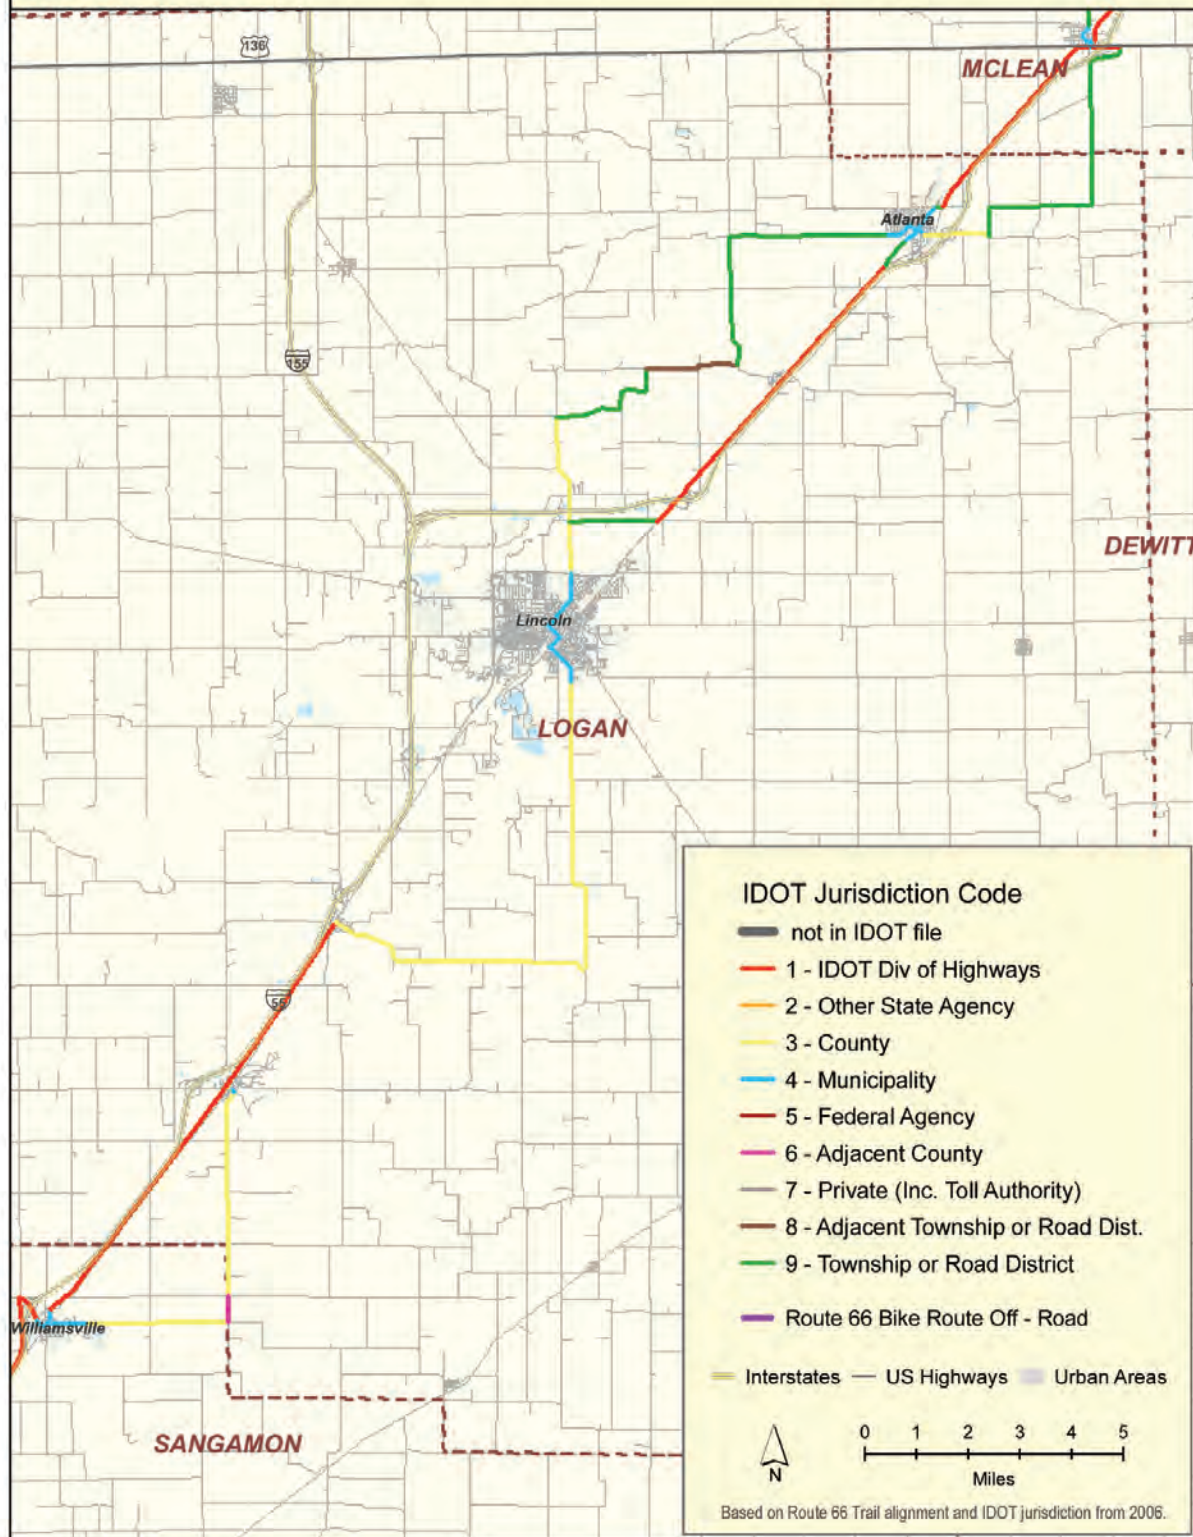 136
MCLEAN
Atlanta
155
DEWITT
Lincoln
LOGAN
55
Williamsville
SANGAMON
IDOT Jurisdiction Code
not in IDOT file
1 - IDOT Div of Highways
2 - Other State Agency
3 - County
4 - Municipality
5 - Federal Agency
6 - Adjacent County
7 - Private (Inc. Toll Authority)
8 - Adjacent Township or Road Dist.
9 - Township or Road District
Route 66 Bike Route Off - Road
Interstates US Highways Urban Areas
N
0 1 2 3 4 5
Miles
Based on Route 66 Trail alignment and IDOT jurisdiction from 2006.